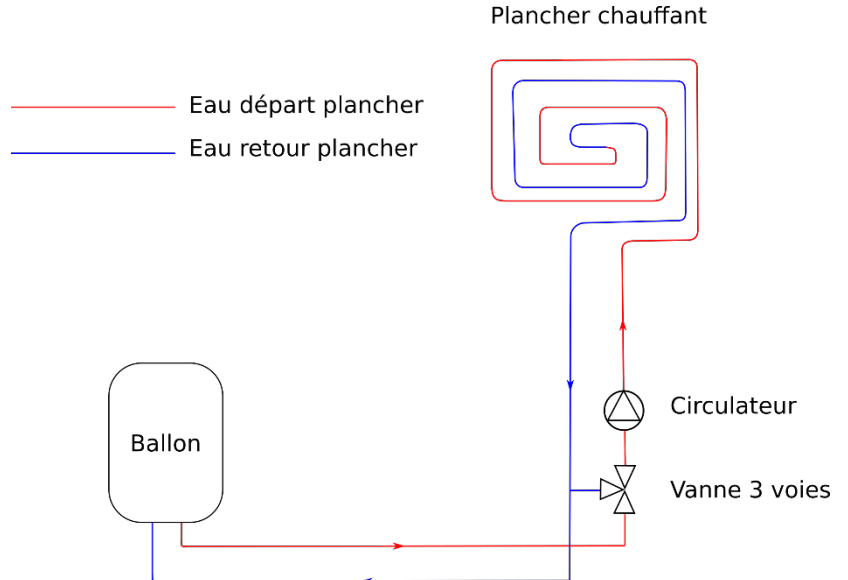 Plancher chauffant
Eau départ plancher
Eau retour plancher
Circulateur
Ballon
Vanne 3 voies